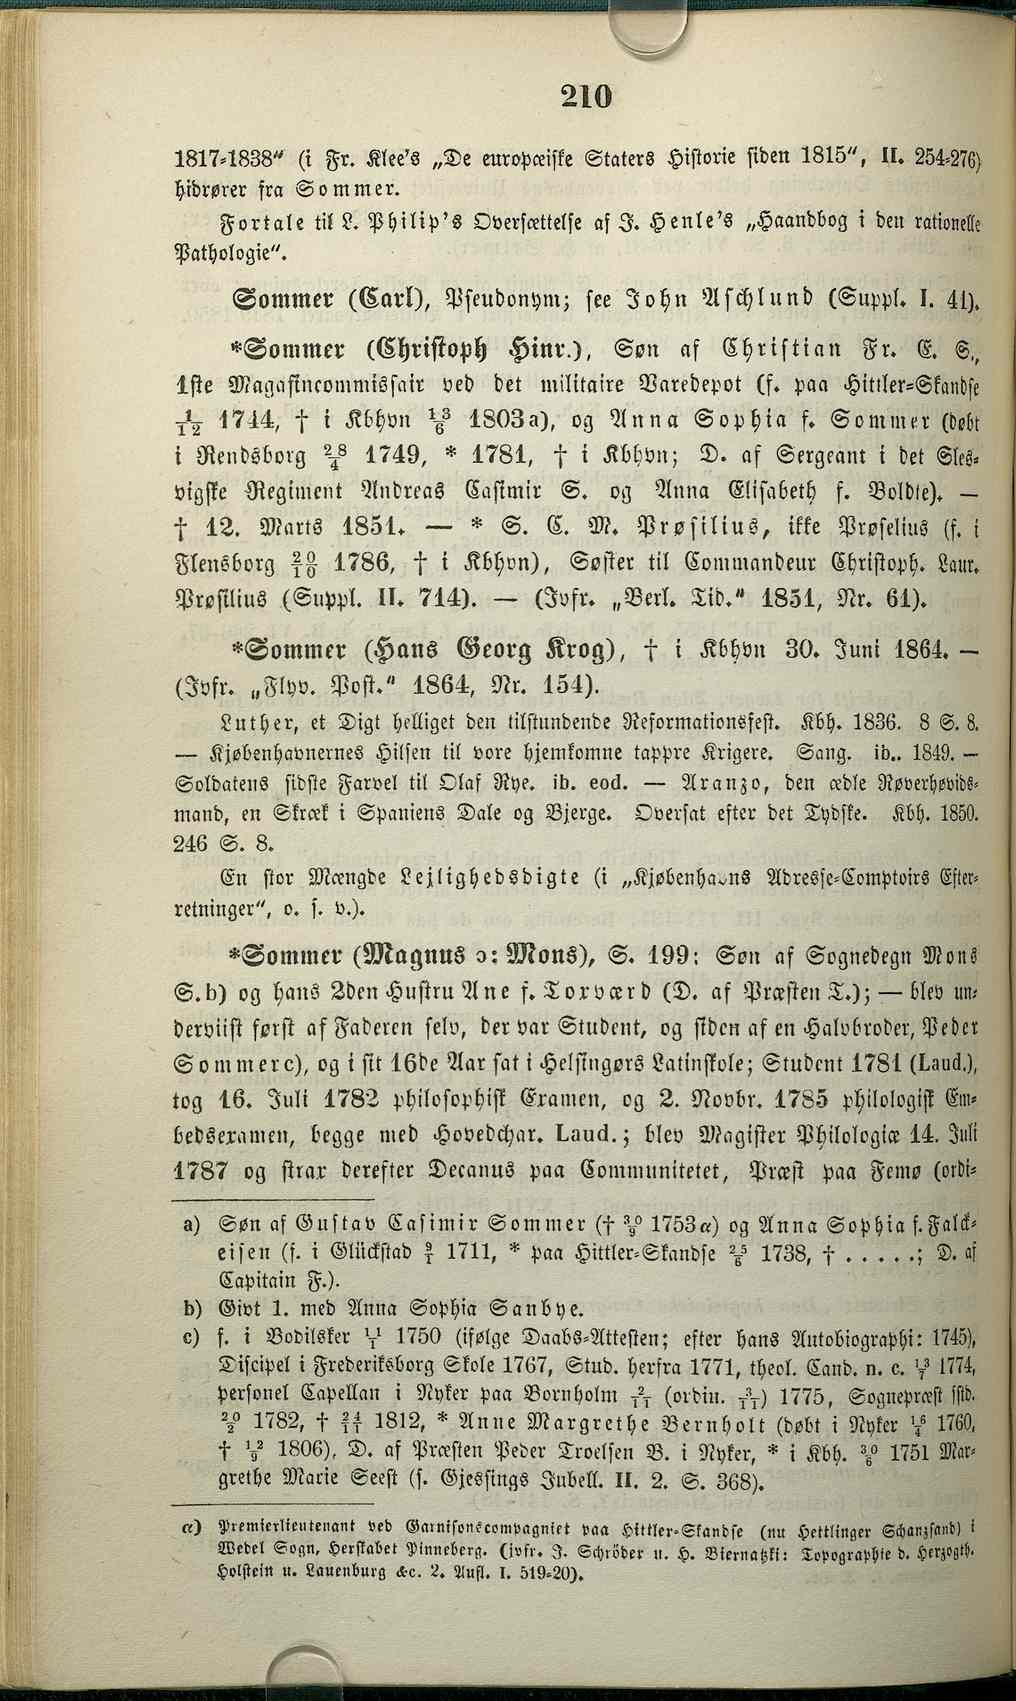 210
1817-1838“ (i Fr. Klee's „De europæiske Staters Historie siden 1815“, II. 254-276)
hidrører fra Sommer.
Fortale til L. Philip's Oversættelse af J. Henle's „Haandbog i den rationelle
Pathologie“.
Sommer (Carl), Pseudonym; see John Aschlund (Suppl. I. 41).
*Sommer (Christoph Hinr.), Søn af Christian Fr. E. S.,
1ste Magasincommissair ved det militaire Varedepot (f. paa Hittler-Skandse
1/12 1744, † i Kbhvn 13/6 1803 a), og Anna Sophia f. Sommer (døbt
i Rendsborg 28/4 1749, * 1781, † i Kbhvn; D. af Sergeant i det Sles-
vigske Regiment Andreas Casimir S. og Anna Elisabeth f. Boldte). —
† 12. Marts 1851. — * S. C. M. Prøsilius, ikke Prøselius (f. i
Flensborg 20/10 1786, † i Kbhvn), Søster til Commandeur Christoph. Laur.
Prøsilius (Suppl. II. 714). — (Jvfr. „Berl. Tid.“ 1851, Nr. 61).
*Sommer (Hans Georg Krog), † i Kbhvn 30. Juni 1864. —
(Jvfr. „Flyv. Post.“ 1864, Nr. 154).
Luther, et Digt helliget den tilstundende Reformationsfest. Kbh. 1836. 8 S. 8.
— Kjøbenhavnernes Hilsen til vore hjemkomne tappre Krigere. Sang. ib.. 1849. —
Soldatens sidste Farvel til Olaf Rye. ib. eod. — Aranzo, den ædle Røverhøvids-
mand, en Skræk i Spaniens Dale og Bjerge. Oversat efter det Tydske. Kbh. 1850.
246 S. 8.
En stor Mængde Lejlighedsdigte (i „Kjøbenhavns Adresse-Comptoirs Efter-
retninger“, o. s. v.).
*Sommer (Magnus ɔ: Mons), S. 199: Søn af Sognedegn Mons
S. b) og hans 2den Hustru Ane f. Torværd (D. af Præsten T.); — blev un-
derviist først af Faderen selv, der var Student, og siden af en Halvbroder, Peder
Sommer c), og i sit 16de Aar sat i Helsingørs Latinskole; Student 1781 (Laud.),
tog 16. Juli 1782 philosophisk Examen, og 2. Novbr. 1785 philologisk Em-
bedsexamen, begge med Hovedchar. Laud.; blev Magister Philologiæ 14. Juli
1787 og strax derefter Decanus paa Communitetet, Præst paa Femø (ordi-
a) Søn af Gustav Casimir Sommer († 30/9 1753 α) og Anna Sophia f. Falck-
eisen (f. i Glückstad 9/1 1711, * paa Hittler-Skandse 25/6 1738, † .....; D. af
Capitain F.).
b) Givt 1. med Anna Sophia Sanbye.
c) f. i Bodilsker 11/1 1750 (ifølge Daabs-Attesten; efter hans Autobiographi: 1745),
Discipel i Frederiksborg Skole 1767, Stud. herfra 1771, theol. Cand. n. c. 13/7 1774,
personel Capellan i Nyker paa Bornholm 2/11 (ordin. 3/11) 1775, Sognepræst sstd.
20/2 1782, † 24/11 1812, * Anne Margrethe Bernholt (døbt i Nyker 16/4 1760,
† 12/9 1806), D. af Præsten Peder Troelsen B. i Nyker, * i Kbh. 30/6 1751 Mar-
grethe Marie Seest (s. Giessings Jubell. II. 2. S. 368).
α) Premierlieutenant ved Garnisonscompagniet paa Hittler-Skandse (nu Hettlinger Schanzsand) i
Wedel Sogn, Herskabet Pinneberg. (jvfr. J. Schröder u. H. Biernatzki: Topographie d. Herzogth.
Holstein u. Lauenburg &c. 2. Aufl. I. 519-20).